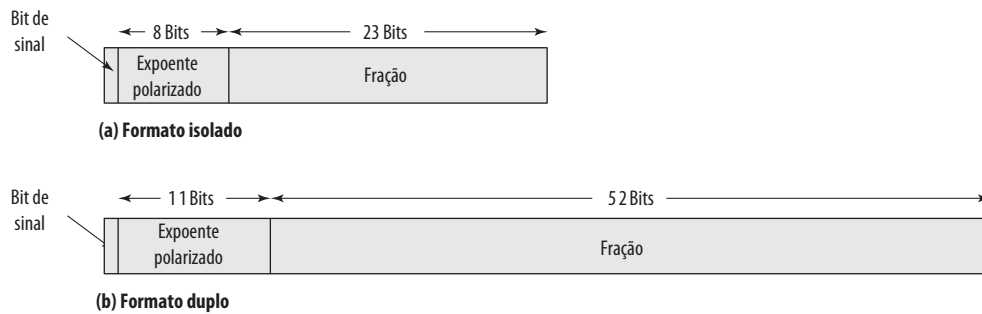 Bit de
sinal
8 Bits
23 Bits
Expoente
polarizado
Fração
(a) Formato isolado
Bit de
sinal
11 Bits
52 Bits
Expoente
polarizado
Fração
(b) Formato duplo